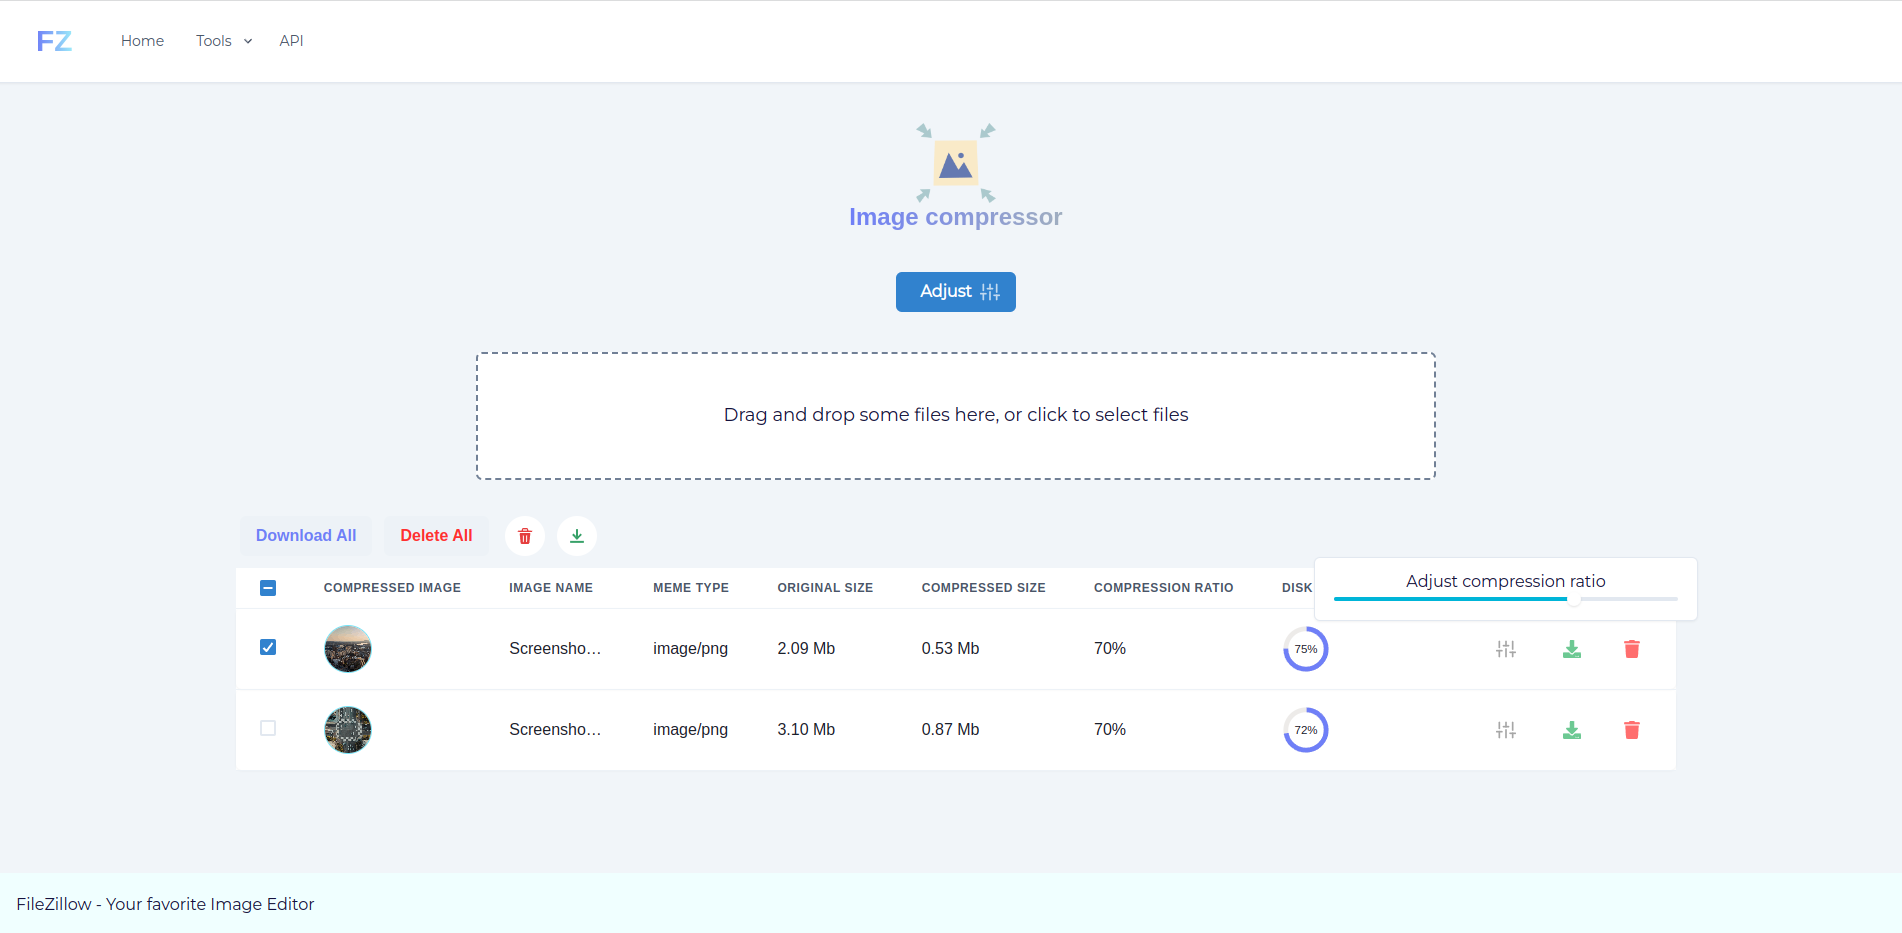 FZ Home Tools API
Image compressor
Adjust
Drag and drop some files here, or click to select files
Download All Delete All
Adjust compression ratio
COMPRESSED IMAGE IMAGE NAME MEME TYPE ORIGINAL SIZE COMPRESSED SIZE COMPRESSION RATIO DISK
Screensho... image/png 2.09 Mb 0.53 Mb 70% 75%
Screensho... image/png 3.10 Mb 0.87 Mb 70% 72%
FileZillow - Your favorite Image Editor